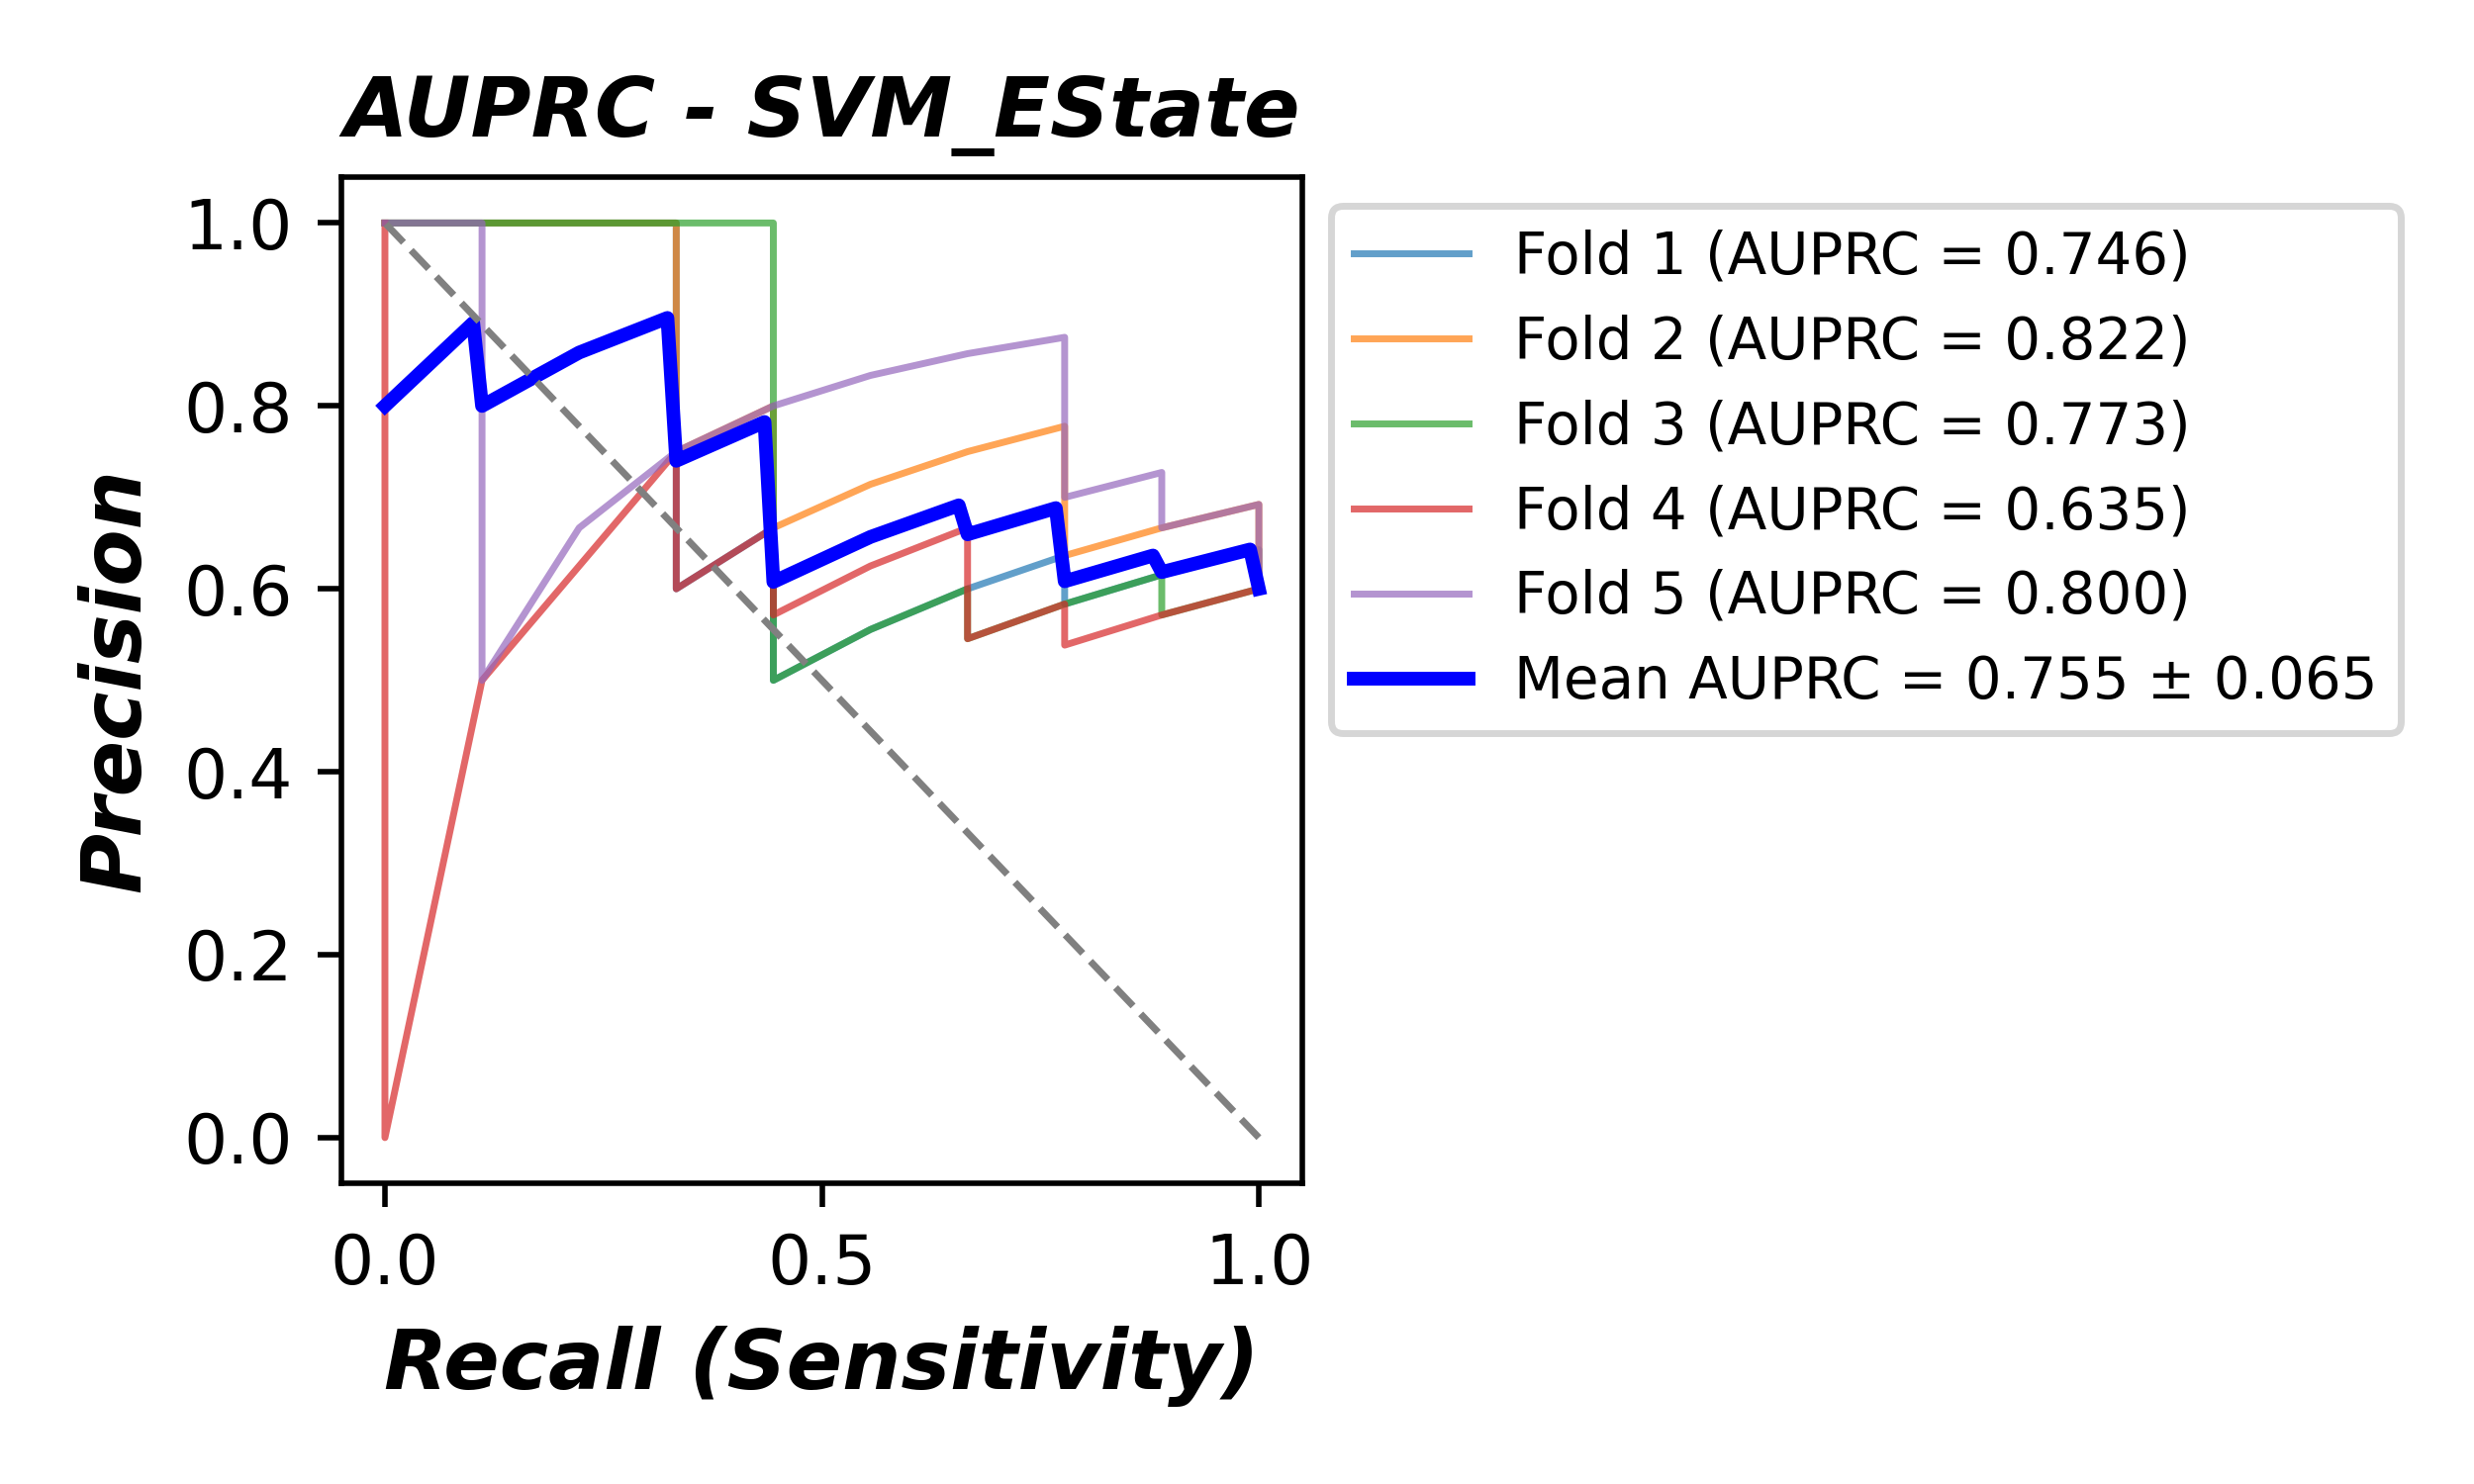 AUPRC - SVM_EState
Precision
1.0
0.8
0.6
0.4
0.2
0.0
0.0 0.5 1.0
Recall (Sensitivity)
Fold 1 (AUPRC = 0.746)
Fold 2 (AUPRC = 0.822)
Fold 3 (AUPRC = 0.773)
Fold 4 (AUPRC = 0.635)
Fold 5 (AUPRC = 0.800)
Mean AUPRC = 0.755 ± 0.065